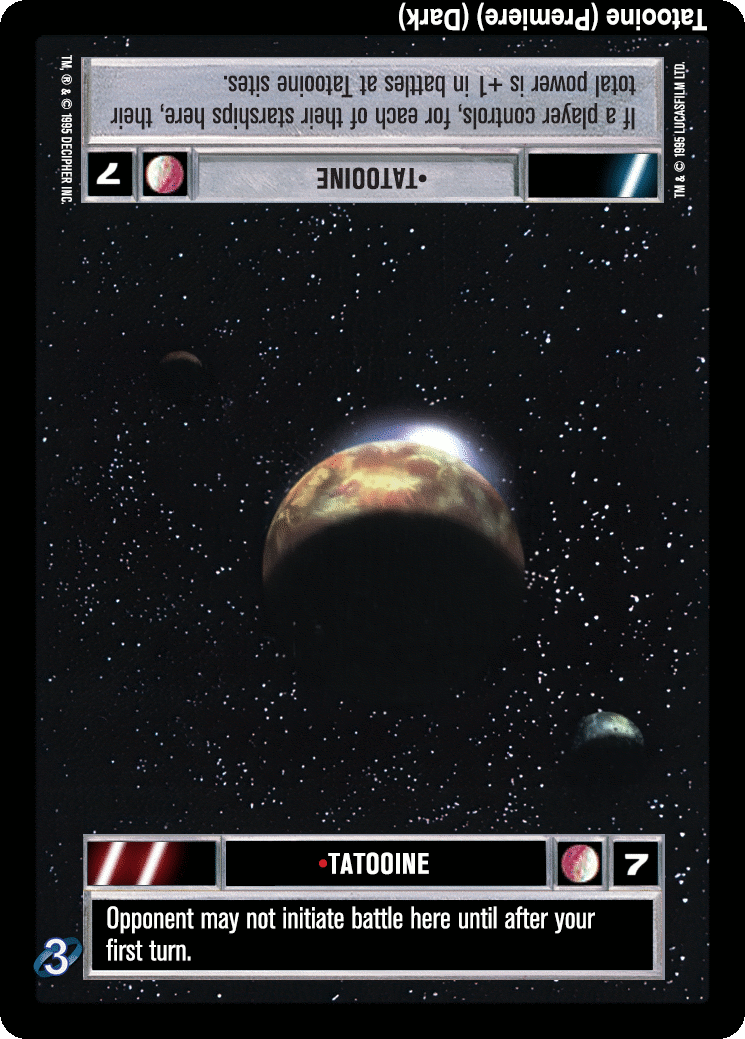 Tatooine (Premiere) (Dark)
TM, ® & © 1995 DECIPHER INC.
TM & © 1995 LUCASFILM LTD.
If a player controls, for each of their starships here, their
total power is +1 in battles at Tatooine sites.
•TATOOINE
7
•TATOOINE
7
Opponent may not initiate battle here until after your
first turn.
3